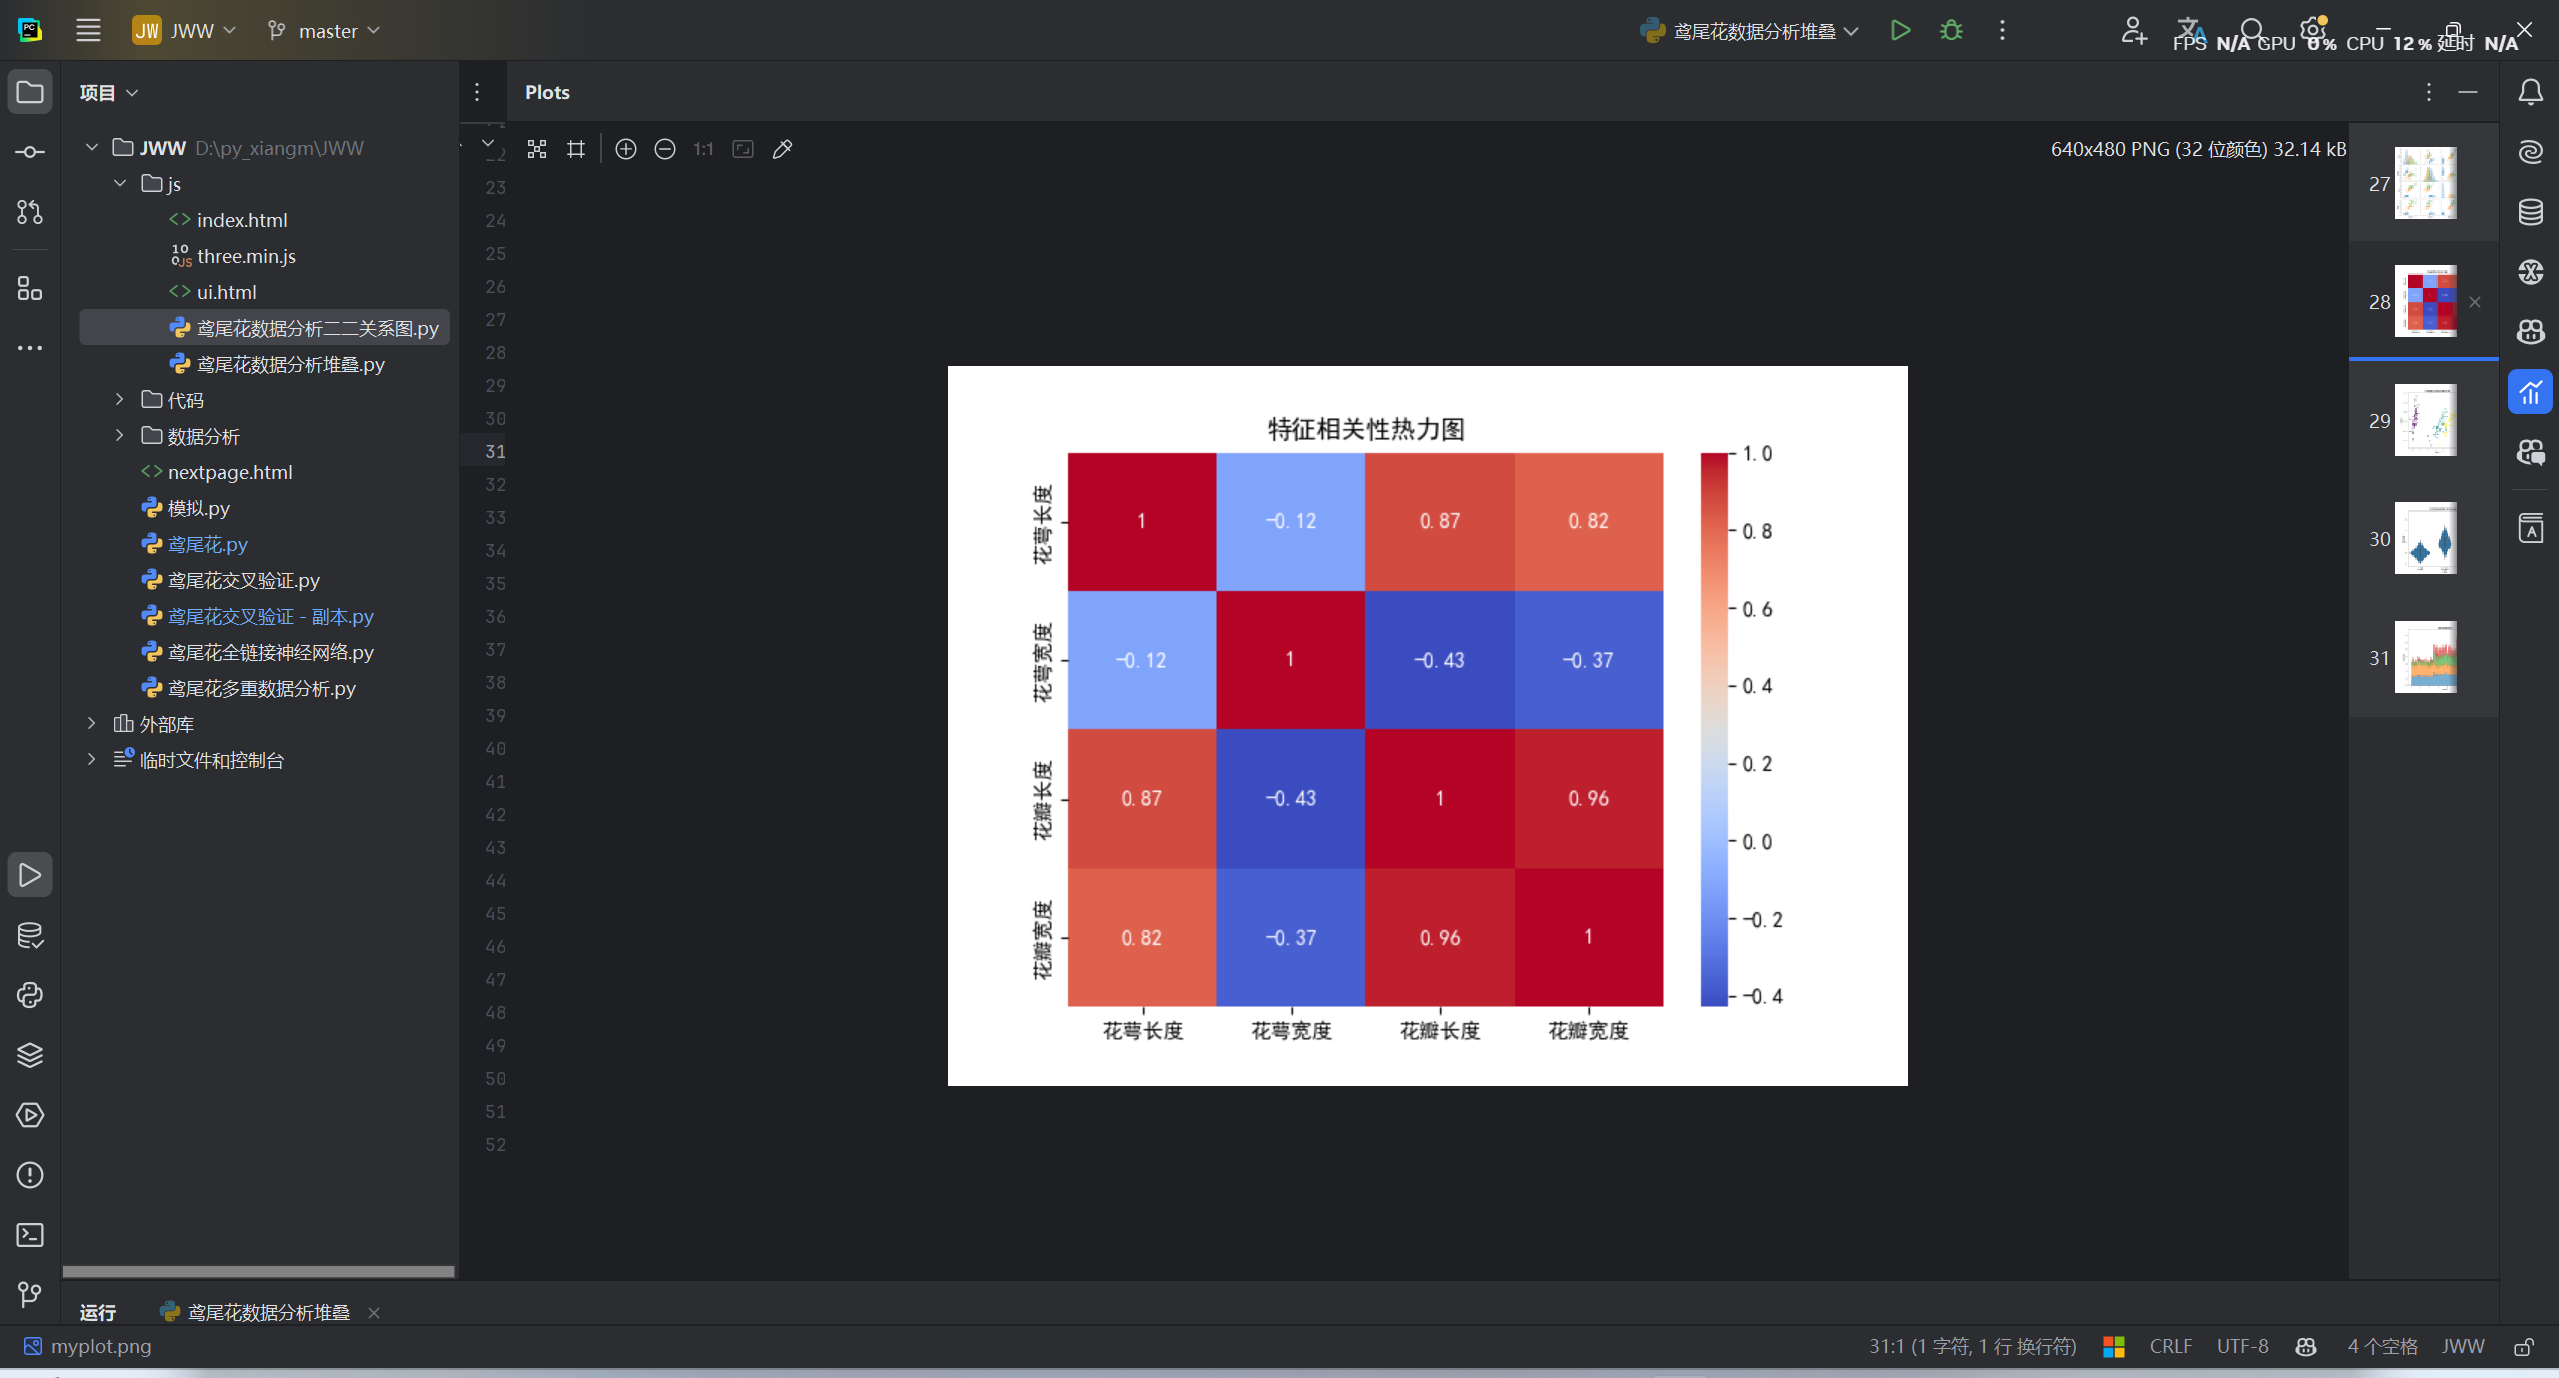 JW JWW master 鸢尾花数据分析堆叠
FPS N/A GPU 0% CPU 12% 延时 N/A
项目
Plots
JWW D:\py_xiangm\JWW
js
index.html
three.min.js
ui.html
鸢尾花数据分析二二关系图.py
鸢尾花数据分析堆叠.py
代码
数据分析
nextpage.html
模拟.py
鸢尾花.py
鸢尾花交叉验证.py
鸢尾花交叉验证 - 副本.py
鸢尾花全链接神经网络.py
鸢尾花多重数据分析.py
外部库
临时文件和控制台
1:1
640x480 PNG (32 位颜色) 32.14 kB
23
24
25
26
27
28
29
30
31
32
33
34
35
36
37
38
39
40
41
42
43
44
45
46
47
48
49
50
51
52
特征相关性热力图
花萼长度 1 -0.12 0.87 0.82
花萼宽度 -0.12 1 -0.43 -0.37
花瓣长度 0.87 -0.43 1 0.96
花瓣宽度 0.82 -0.37 0.96 1
花萼长度 花萼宽度 花瓣长度 花瓣宽度
1.0
0.8
0.6
0.4
0.2
0.0
-0.2
-0.4
27
28
29
30
31
运行 鸢尾花数据分析堆叠
myplot.png
31:1 (1 字符, 1 行 换行符) CRLF UTF-8 4 个空格 JWW